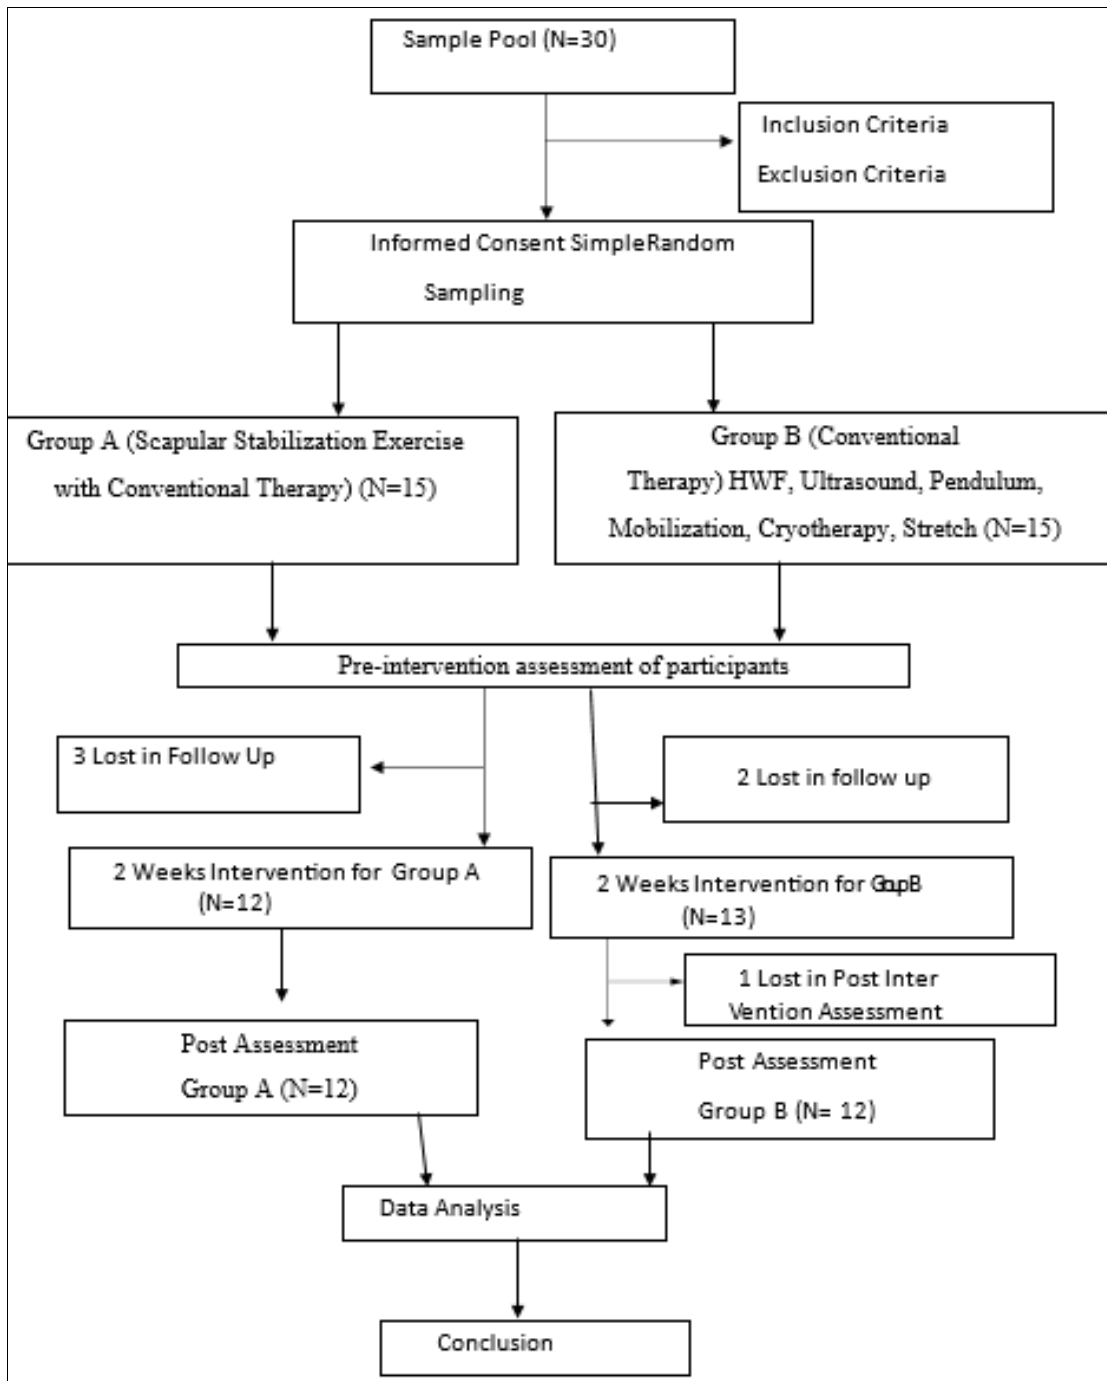 Sample Pool (N=30)
Inclusion Criteria
Exclusion Criteria
Informed Consent SimpleRandom
Sampling
Group A (Scapular Stabilization Exercise
with Conventional Therapy) (N=15)
Group B (Conventional
Therapy) HWF, Ultrasound, Pendulum,
Mobilization, Cryotherapy, Stretch (N=15)
Pre-intervention assessment of participants
3 Lost in Follow Up
2 Lost in follow up
2 Weeks Intervention for Group A
(N=12)
2 Weeks Intervention for
(N=13)
1 Lost in Post Inter
Vention Assessment
Post Assessment
Group A (N=12)
Post Assessment
Group B (N= 12)
Data Analysis
Conclusion